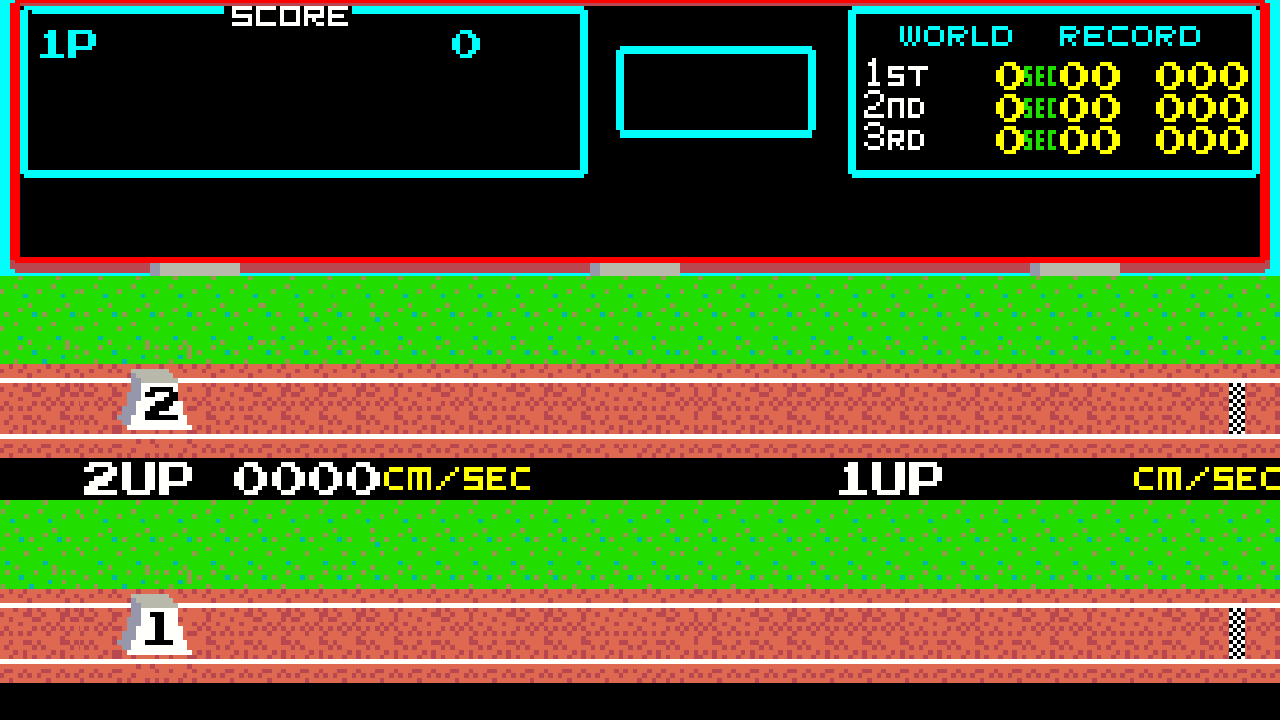 SCORE
1P 0
WORLD RECORD
1ST 0SEC00 000
2ND 0SEC00 000
3RD 0SEC00 000
2
2UP 0000CM/SEC 1UP CM/SEC
1